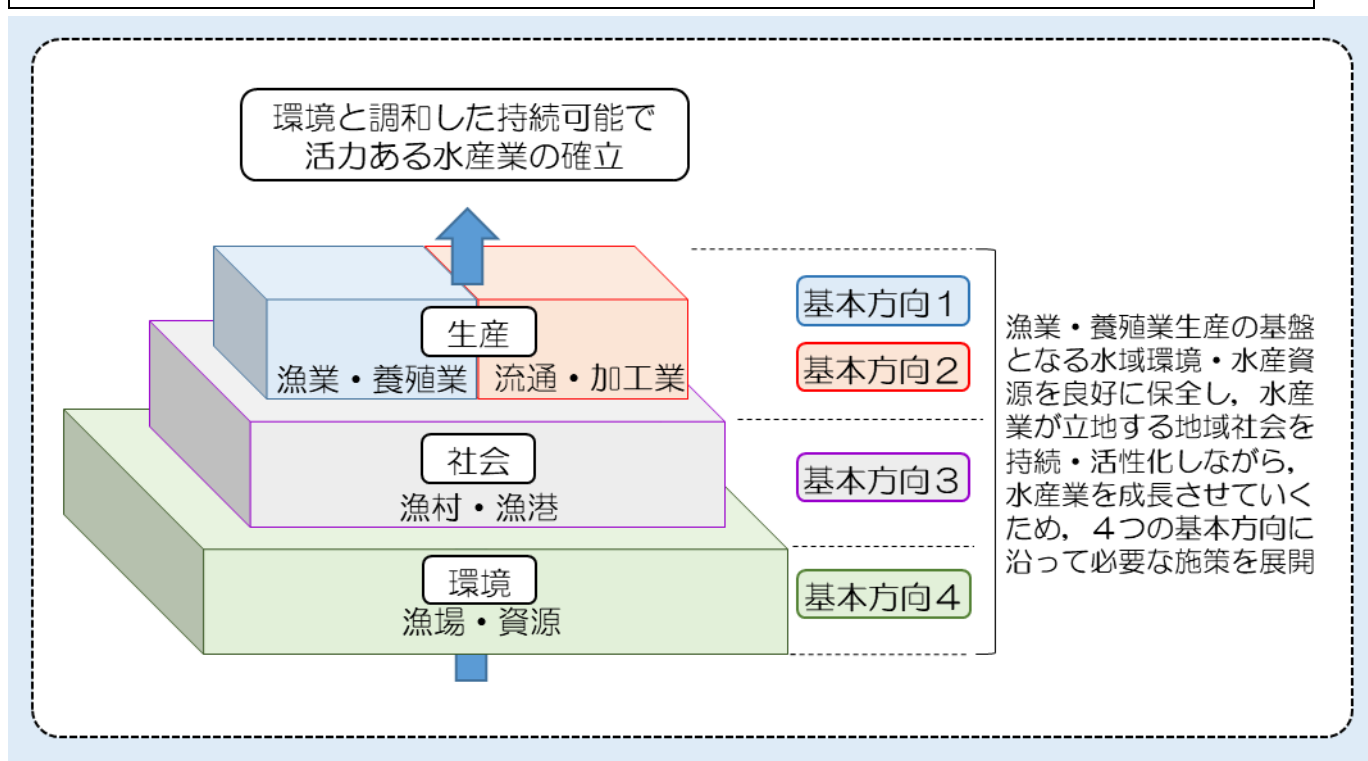 環境と調和した持続可能で
活力ある水産業の確立
生産
漁業・養殖業
流通・加工業
社会
漁村・漁港
環境
漁場・資源
基本方向１
基本方向２
基本方向３
基本方向４
漁業・養殖業生産の基盤
となる水域環境・水産資
源を良好に保全し，水産
業が立地する地域社会を
持続・活性化しながら，
水産業を成長させていく
ため，４つの基本方向に
沿って必要な施策を展開